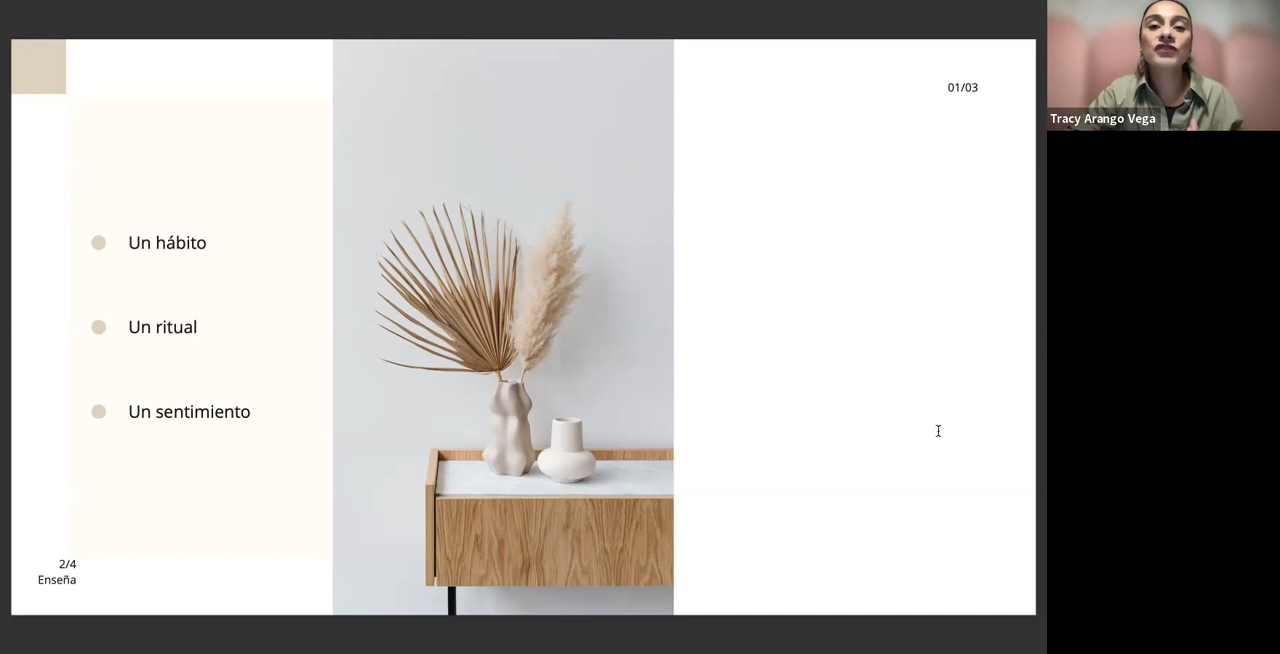 01/03
Un hábito
Un ritual
Un sentimiento
2/4
Enseña
Tracy Arango Vega